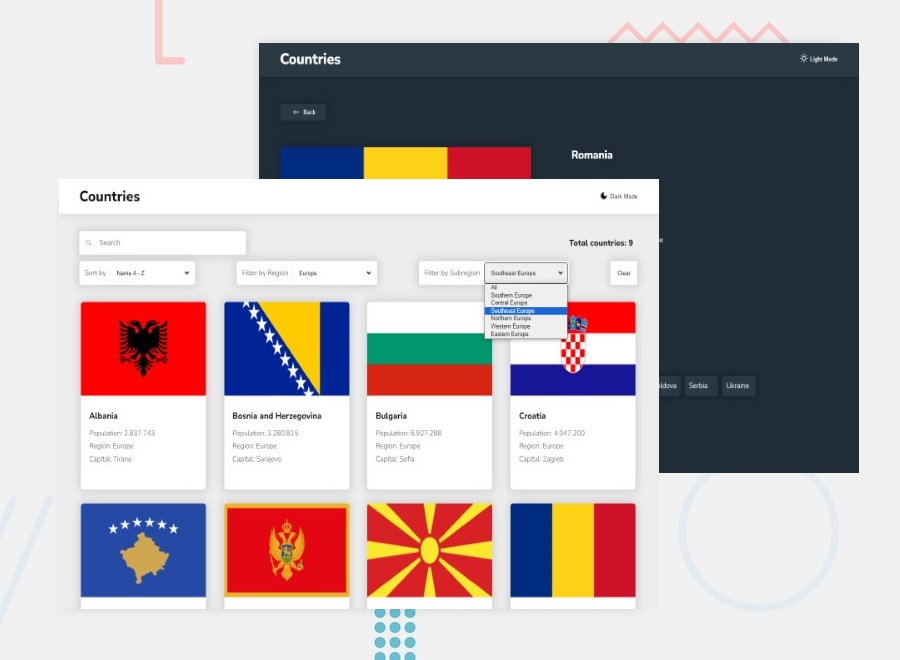 Countries
Light Mode
← Back
Romania
Serbia
Ukraine
Countries
Dark Mode
Search
Total countries: 9
Sort by Name A - Z
Filter by Region Europe
Filter by Subregion Southeast Europe
Clear
All
Southern Europe
Central Europe
Southeast Europe
Northern Europe
Western Europe
Eastern Europe
Albania
Population: 2.837.743
Region: Europe
Capital: Tirana
Bosnia and Herzegovina
Population: 3.280.815
Region: Europe
Capital: Sarajevo
Bulgaria
Population: 6.927.288
Region: Europe
Capital: Sofia
Croatia
Population: 4.047.200
Region: Europe
Capital: Zagreb